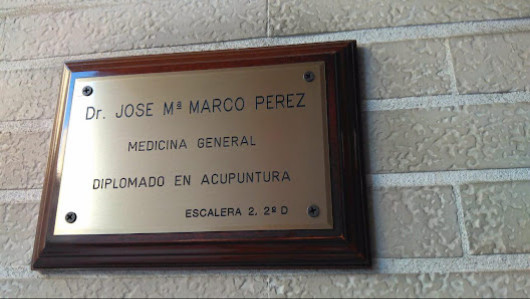 Dr. JOSE Mª MARCO PEREZ
MEDICINA GENERAL
DIPLOMADO EN ACUPUNTURA
ESCALERA 2, 2º D